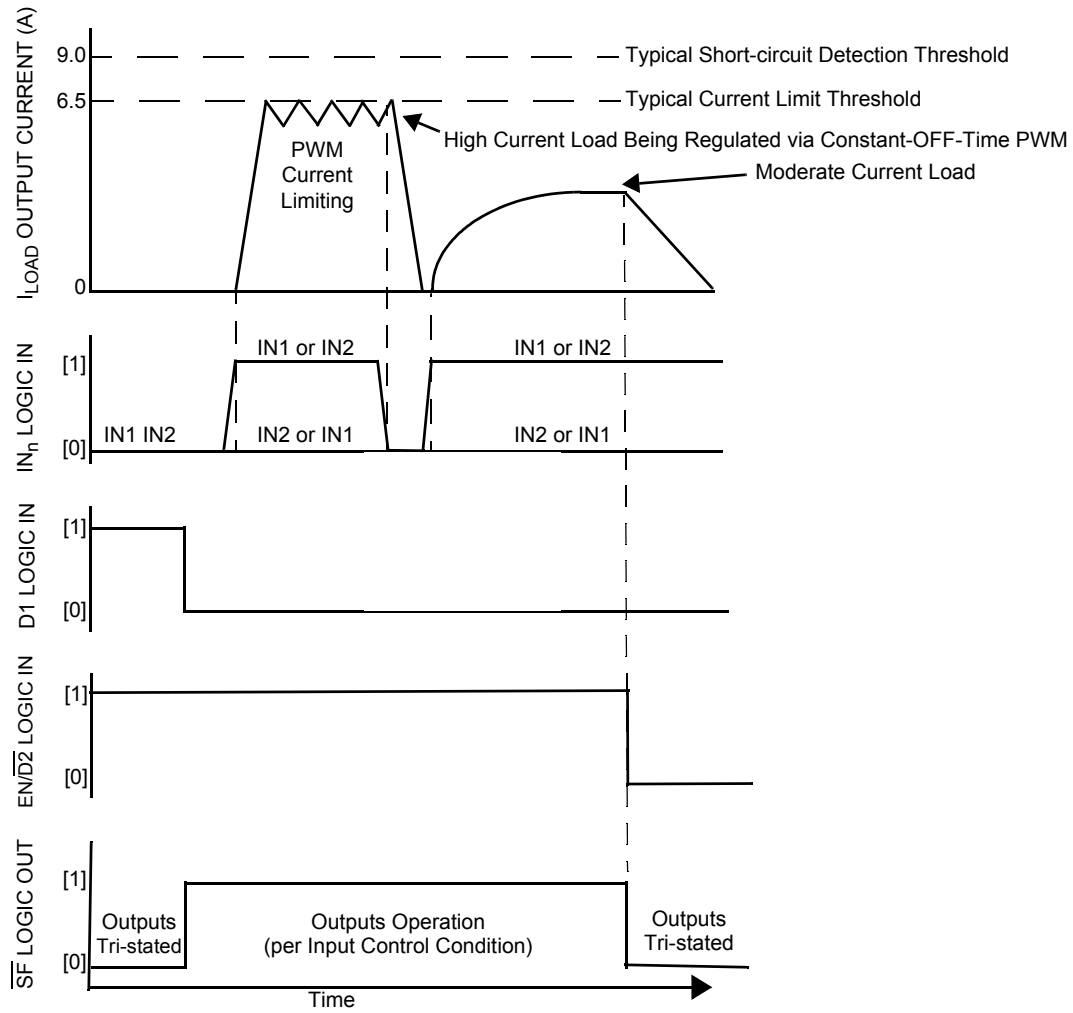 I_LOAD OUTPUT CURRENT (A)
9.0
Typical Short-circuit Detection Threshold
6.5
Typical Current Limit Threshold
High Current Load Being Regulated via Constant-OFF-Time PWM
PWM
Current
Limiting
Moderate Current Load
0
INn LOGIC IN
[1]
IN1 or IN2
IN1 or IN2
[0]
IN1 IN2
IN2 or IN1
IN2 or IN1
D1 LOGIC IN
[1]
[0]
EN/D2 LOGIC IN
[1]
[0]
SF LOGIC OUT
[1]
[0]
Outputs
Tri-stated
Outputs Operation
(per Input Control Condition)
Outputs
Tri-stated
Time